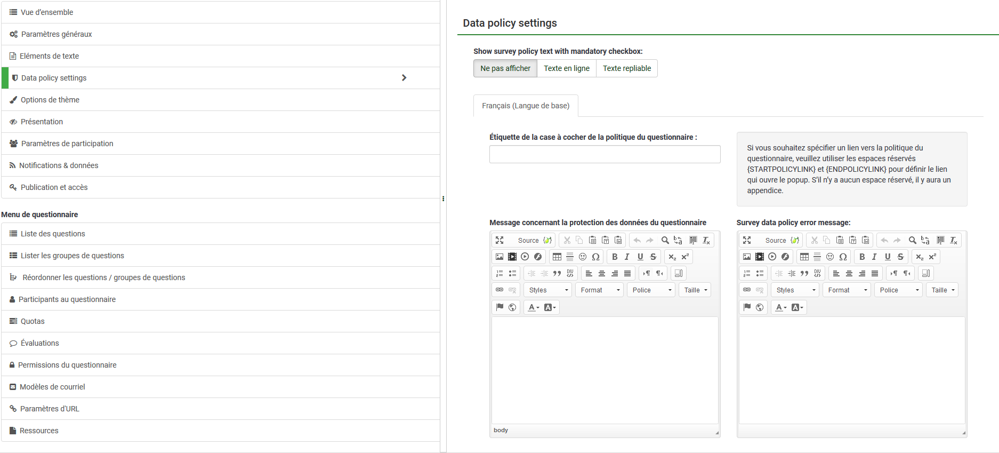 Vue d’ensemble
Paramètres généraux
Eléments de texte
Data policy settings
Options de thème
Présentation
Paramètres de participation
Notifications & données
Publication et accès
Menu de questionnaire
Liste des questions
Lister les groupes de questions
Réordonner les questions / groupes de questions
Participants au questionnaire
Quotas
Évaluations
Permissions du questionnaire
Modèles de courriel
Paramètres d'URL
Ressources
Data policy settings
Show survey policy text with mandatory checkbox:
Ne pas afficher Texte en ligne Texte repliable
Français (Langue de base)
Étiquette de la case à cocher de la politique du questionnaire :
Si vous souhaitez spécifier un lien vers la politique du
questionnaire, veuillez utiliser les espaces réservés
{STARTPOLICYLINK} et {ENDPOLICYLINK} pour définir le lien
qui ouvre le popup. S’il n’y a aucun espace réservé, il y aura un
appendice.
Message concernant la protection des données du questionnaire
Source
Styles Format Police Taille
body
Survey data policy error message:
Source
Styles Format Police Taille